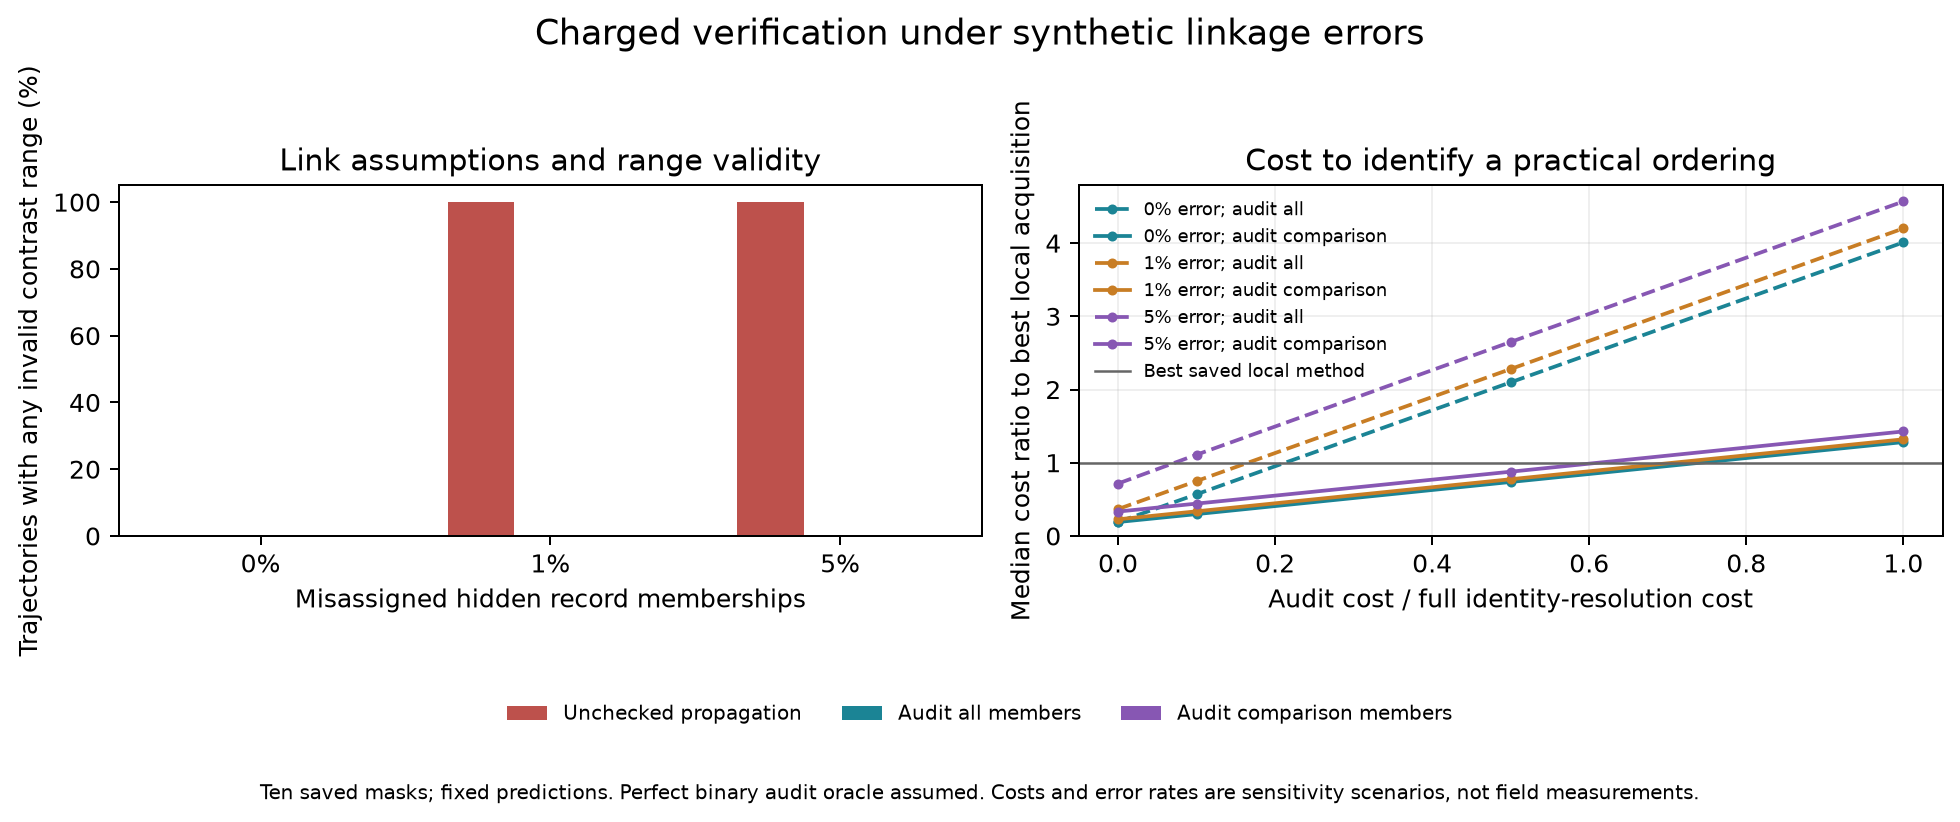 Charged verification under synthetic linkage errors
Link assumptions and range validity
Trajectories with any invalid contrast range (%)
100
80
60
40
20
0
0%
1%
5%
Misassigned hidden record memberships
Cost to identify a practical ordering
Median cost ratio to best local acquisition
4
3
2
1
0
0% error; audit all
0% error; audit comparison
1% error; audit all
1% error; audit comparison
5% error; audit all
5% error; audit comparison
Best saved local method
0.0
0.2
0.4
0.6
0.8
1.0
Audit cost / full identity-resolution cost
Unchecked propagation
Audit all members
Audit comparison members
Ten saved masks; fixed predictions. Perfect binary audit oracle assumed. Costs and error rates are sensitivity scenarios, not field measurements.